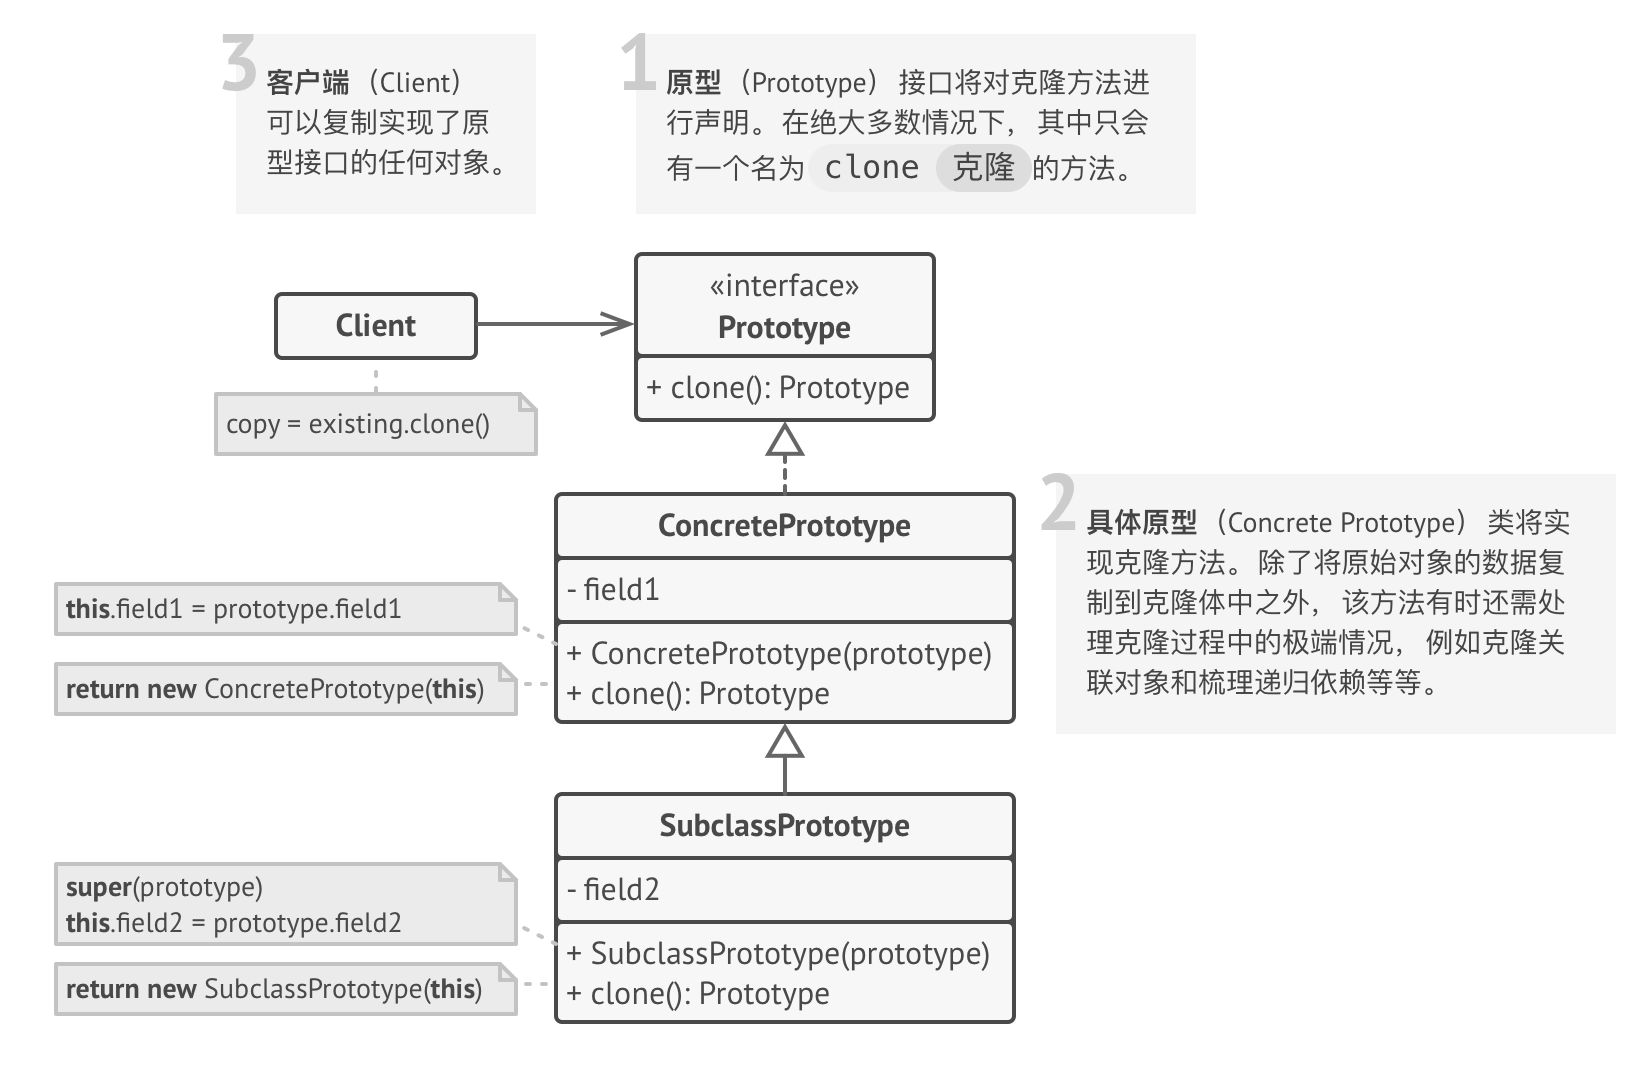 3
客户端（Client）
可以复制实现了原
型接口的任何对象。
1
原型（Prototype）接口将对克隆方法进
行声明。在绝大多数情况下，其中只会
有一个名为 clone 克隆 的方法。
Client
copy = existing.clone()
«interface»
Prototype
+ clone(): Prototype
2
具体原型（Concrete Prototype）类将实
现克隆方法。除了将原始对象的数据复
制到克隆体中之外，该方法有时还需处
理克隆过程中的极端情况，例如克隆关
联对象和梳理递归依赖等等。
ConcretePrototype
- field1
+ ConcretePrototype(prototype)
+ clone(): Prototype
this.field1 = prototype.field1
return new ConcretePrototype(this)
SubclassPrototype
- field2
+ SubclassPrototype(prototype)
+ clone(): Prototype
super(prototype)
this.field2 = prototype.field2
return new SubclassPrototype(this)